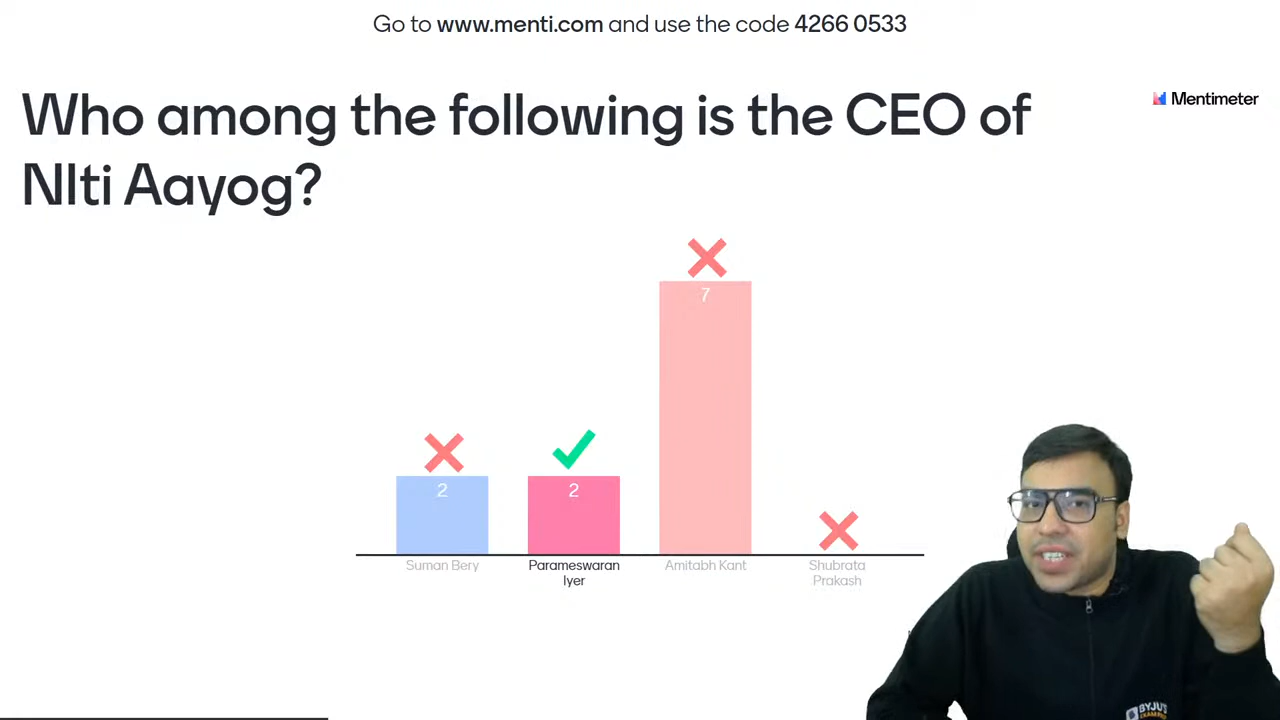 Go to www.menti.com and use the code 4266 0533
Who among the following is the CEO of
NIti Aayog?
Mentimeter
7
2
2
Suman Bery
Parameswaran
Iyer
Amitabh Kant
Shubrata
Prakash
BYJU'S